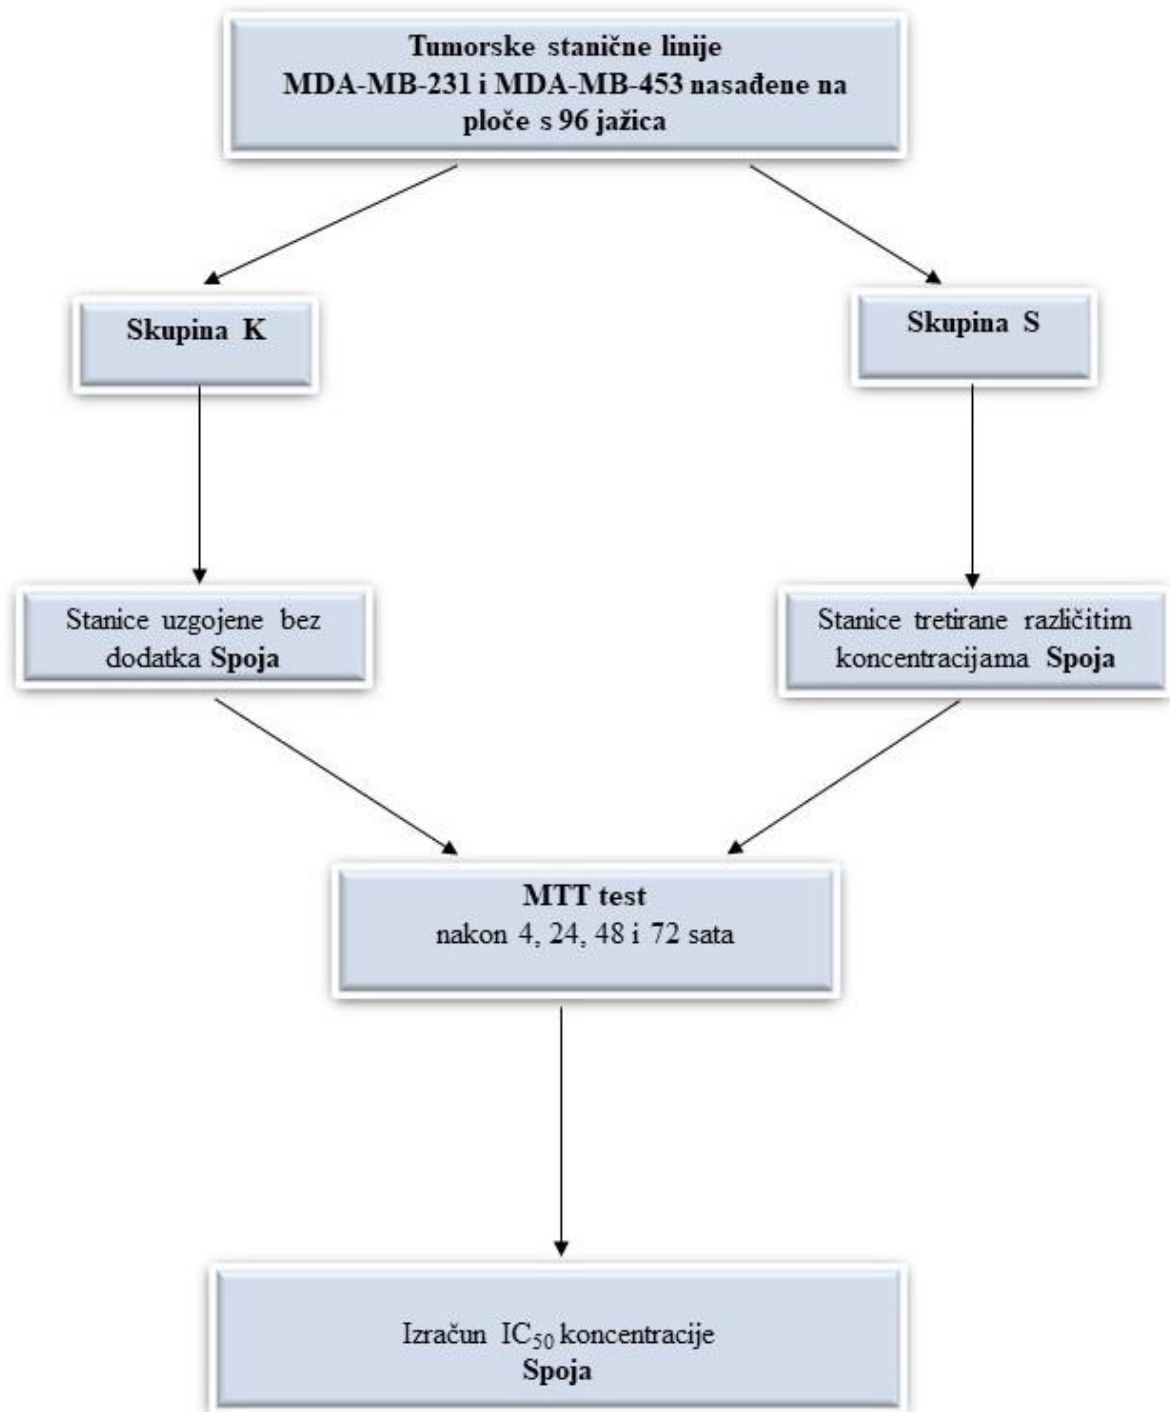 Tumorske stanične linije
MDA-MB-231 i MDA-MB-453 nasađene na
ploče s 96 jažica
Skupina K
Skupina S
Stanice uzgojene bez
dodatka Spoja
Stanice tretirane različitim
koncentracijama Spoja
MTT test
nakon 4, 24, 48 i 72 sata
Izračun IC₅₀ koncentracije
Spoja